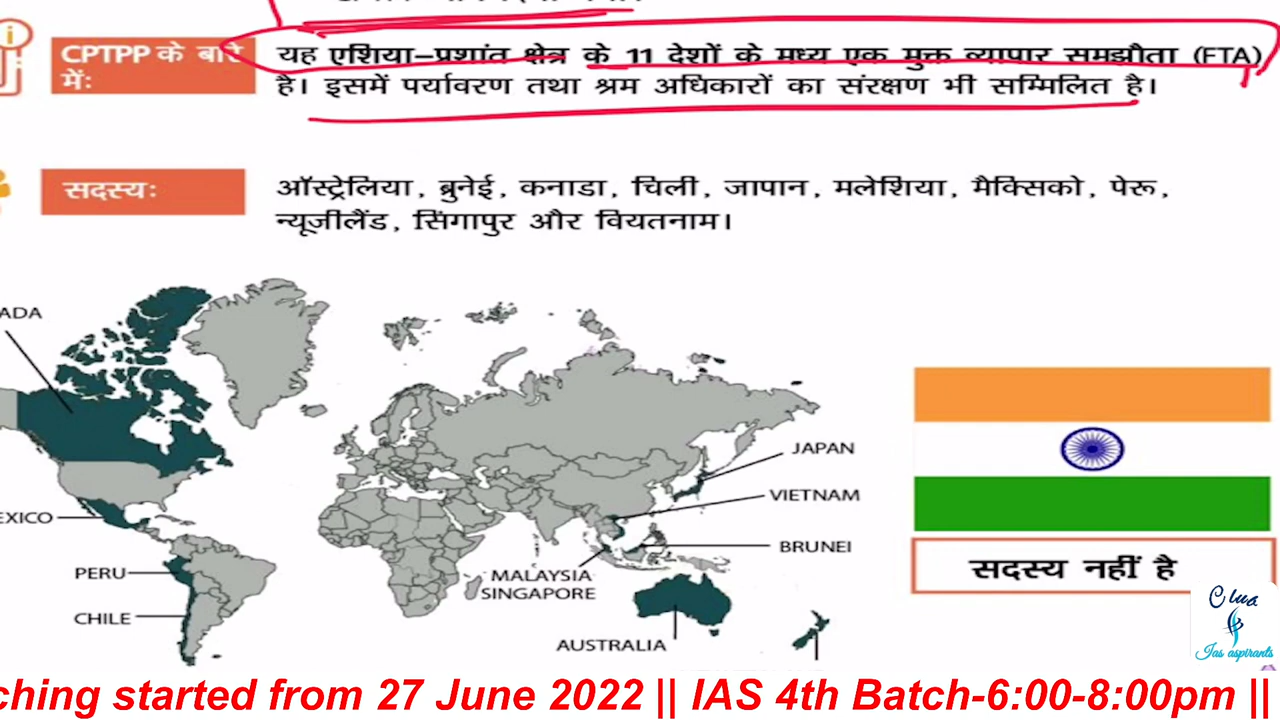 CPTPP के बारे
में:
यह एशिया–प्रशांत क्षेत्र के 11 देशों के मध्य एक मुक्त व्यापार समझौता (FTA)
है। इसमें पर्यावरण तथा श्रम अधिकारों का संरक्षण भी सम्मिलित है।
सदस्य:
ऑस्ट्रेलिया, ब्रुनेई, कनाडा, चिली, जापान, मलेशिया, मैक्सिको, पेरू,
न्यूजीलैंड, सिंगापुर और वियतनाम।
ADA
JAPAN
VIETNAM
EXICO
BRUNEI
PERU
MALAYSIA
SINGAPORE
CHILE
AUSTRALIA
सदस्य नहीं है
Clue
Ias aspirants
ching started from 27 June 2022 || IAS 4th Batch-6:00-8:00pm ||